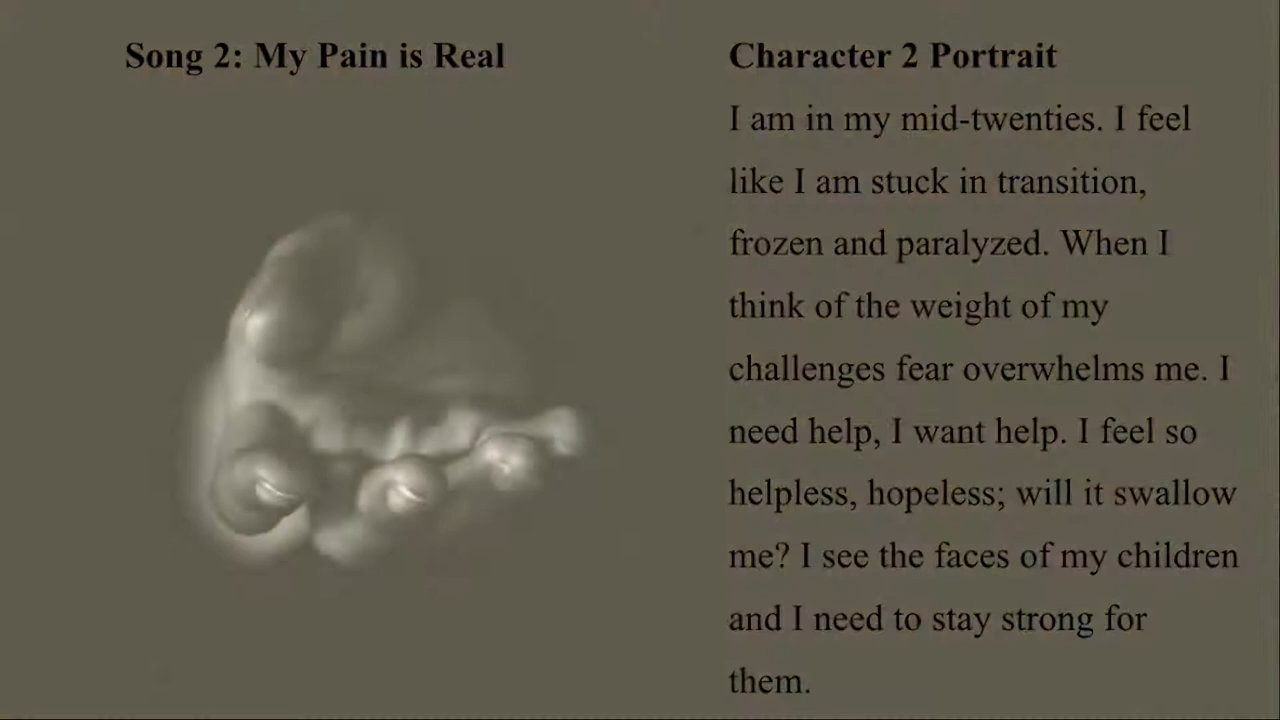 Song 2: My Pain is Real
Character 2 Portrait
I am in my mid-twenties. I feel
like I am stuck in transition,
frozen and paralyzed. When I
think of the weight of my
challenges fear overwhelms me. I
need help, I want help. I feel so
helpless, hopeless; will it swallow
me? I see the faces of my children
and I need to stay strong for
them.